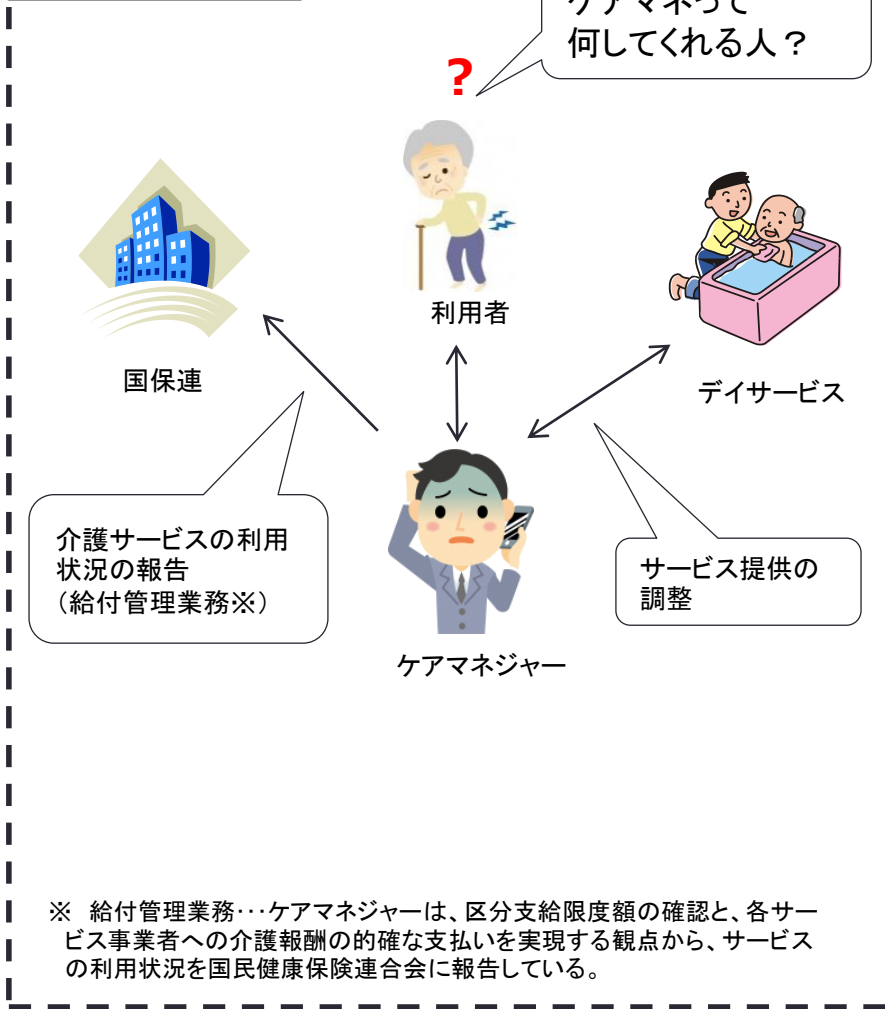 ケアマネって
何してくれる人？
?
利用者
国保連
デイサービス
介護サービスの利用
状況の報告
（給付管理業務※）
サービス提供の
調整
ケアマネジャー
※　給付管理業務･･･ケアマネジャーは、区分支給限度額の確認と、各サー
ビス事業者への介護報酬の的確な支払いを実現する観点から、サービス
の利用状況を国民健康保険連合会に報告している。